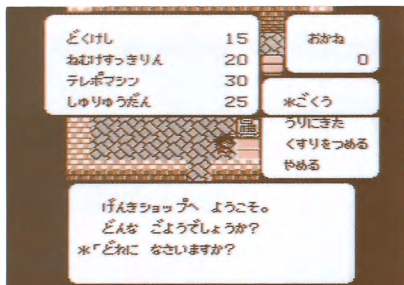 どくけし 15
ねむけすっきりん 20
テレポマシン 30
しゅりゅうだん 25
おかね
0
*ごくう
うりにきた
くすりをつめる
やめる
げんきショップへ ようこそ。
どんな ごようでしょうか?
*「どれに なさいますか?